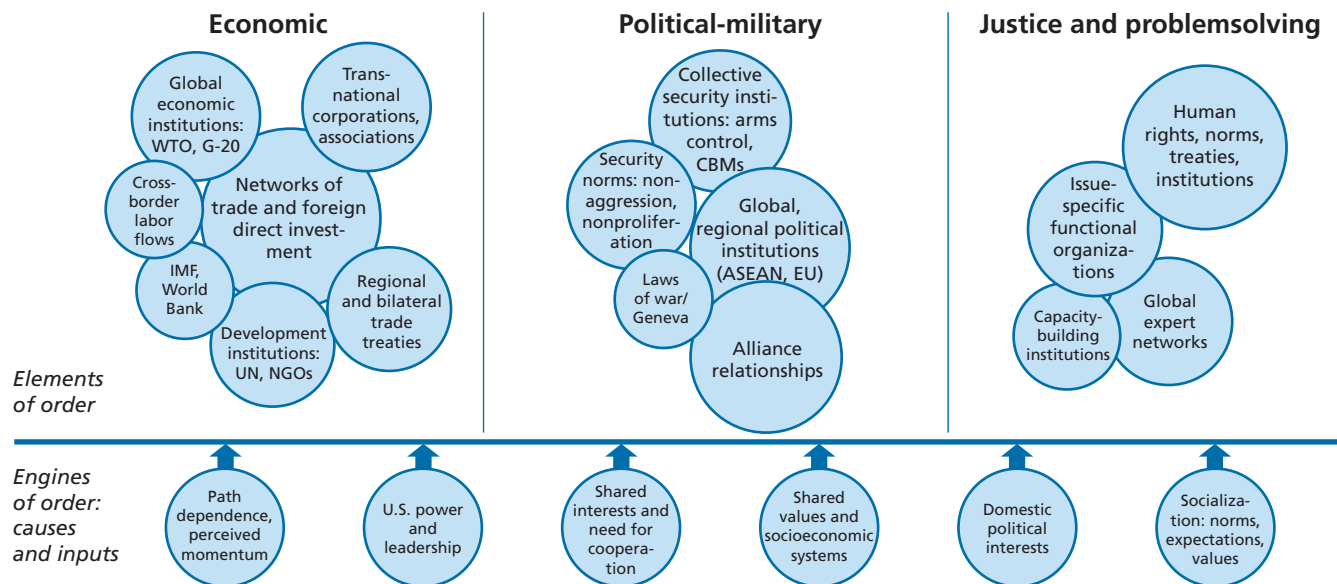 Economic
Global
economic
institutions:
WTO, G-20
Trans-
national
corporations,
associations
Cross-
border
labor
flows
Networks of
trade and foreign
direct invest-
ment
IMF,
World
Bank
Development
institutions:
UN, NGOs
Regional
and bilateral
trade
treaties
Political-military
Collective
security insti-
tutions: arms
control,
CBMs
Security
norms: non-
aggression,
nonprolifer-
ation
Global,
regional political
institutions
(ASEAN, EU)
Laws
of war/
Geneva
Alliance
relationships
Justice and problemsolving
Human
rights, norms,
treaties,
institutions
Issue-
specific
functional
organiza-
tions
Capacity-
building
institutions
Global
expert
networks
Elements
of order
Engines
of order:
causes
and inputs
Path
dependence,
perceived
momentum
U.S. power
and
leadership
Shared
interests and
need for
coopera-
tion
Shared
values and
socioeconomic
systems
Domestic
political
interests
Socializa-
tion: norms,
expectations,
values